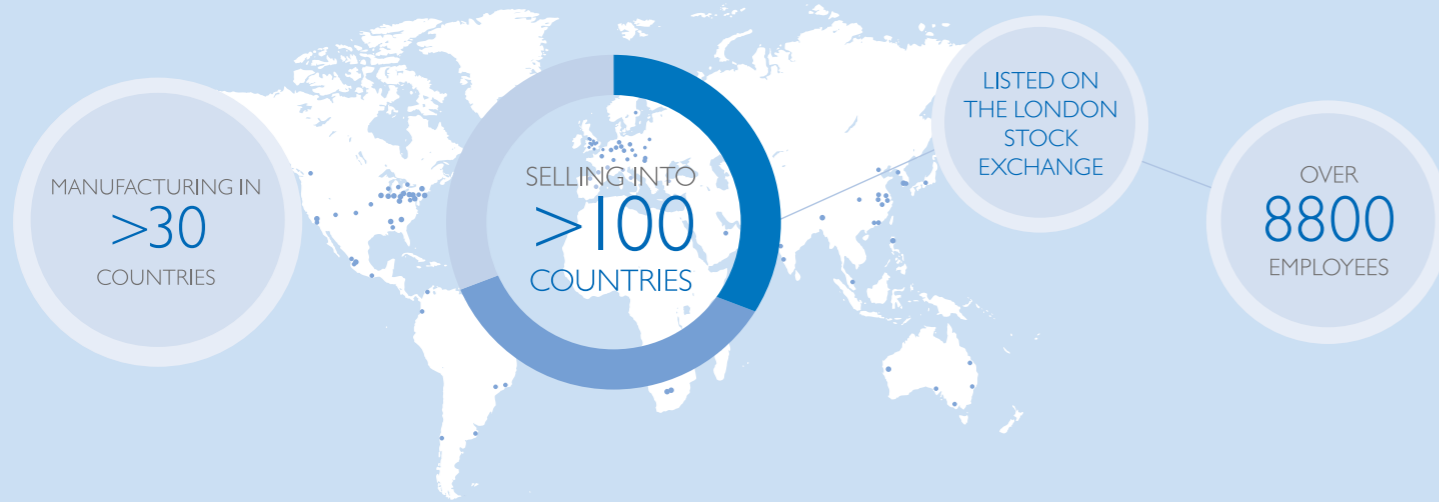 MANUFACTURING IN
>30
COUNTRIES
SELLING INTO
>100
COUNTRIES
LISTED ON
THE LONDON
STOCK
EXCHANGE
OVER
8800
EMPLOYEES